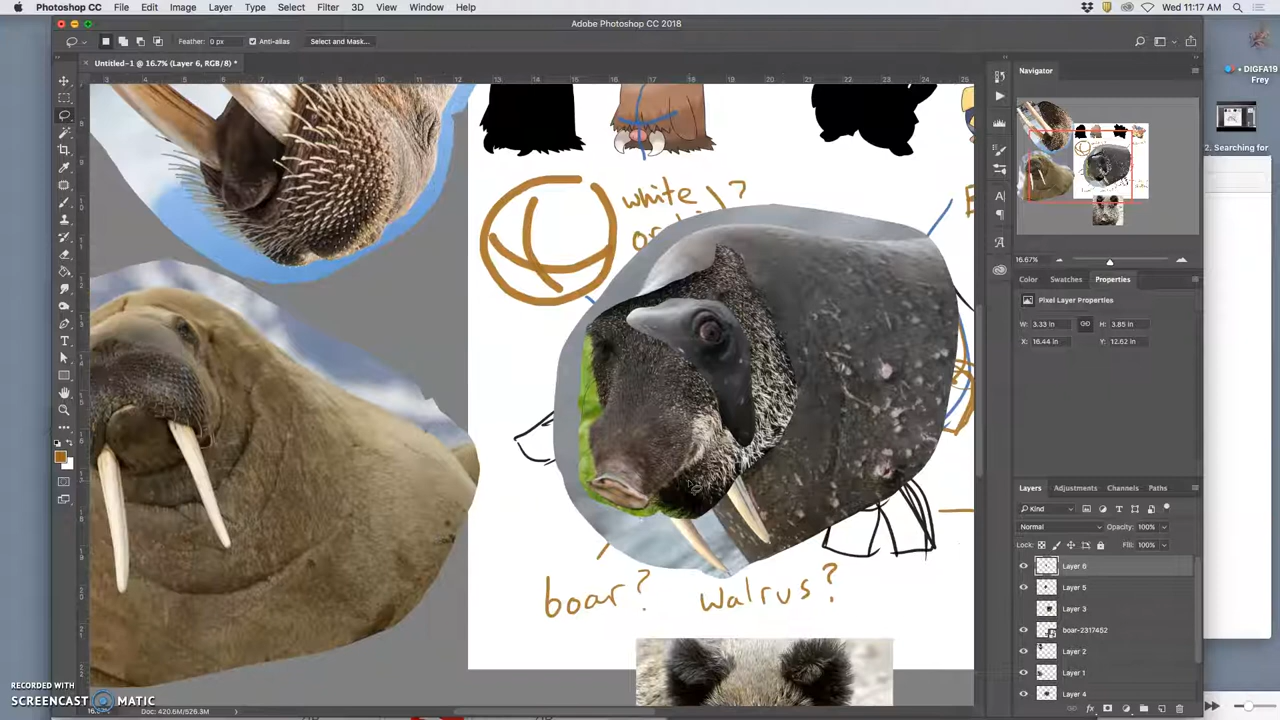 Photoshop CC File Edit Image Layer Type Select Filter 3D View Window Help
Wed 11:17 AM
Adobe Photoshop CC 2018
Feather: 0 px Anti-alias Select and Mask...
Untitled-1 @ 16.7% (Layer 6, RGB/8) *
Navigator
+ DIGFA19
Frey
2. Searching for
16.67%
Color Swatches Properties
Pixel Layer Properties
W: 3.33 in H: 3.85 in
X: 16.44 in Y: 12.62 in
white
?
boar? walrus?
Layers Adjustments Channels Paths
Kind
Normal Opacity: 100%
Lock: Fill: 100%
Layer 6
Layer 5
Layer 3
boar-2317452
Layer 2
Layer 1
Layer 4
Doc: 420.6M/526.3M
RECORDED WITH
SCREENCAST MATIC